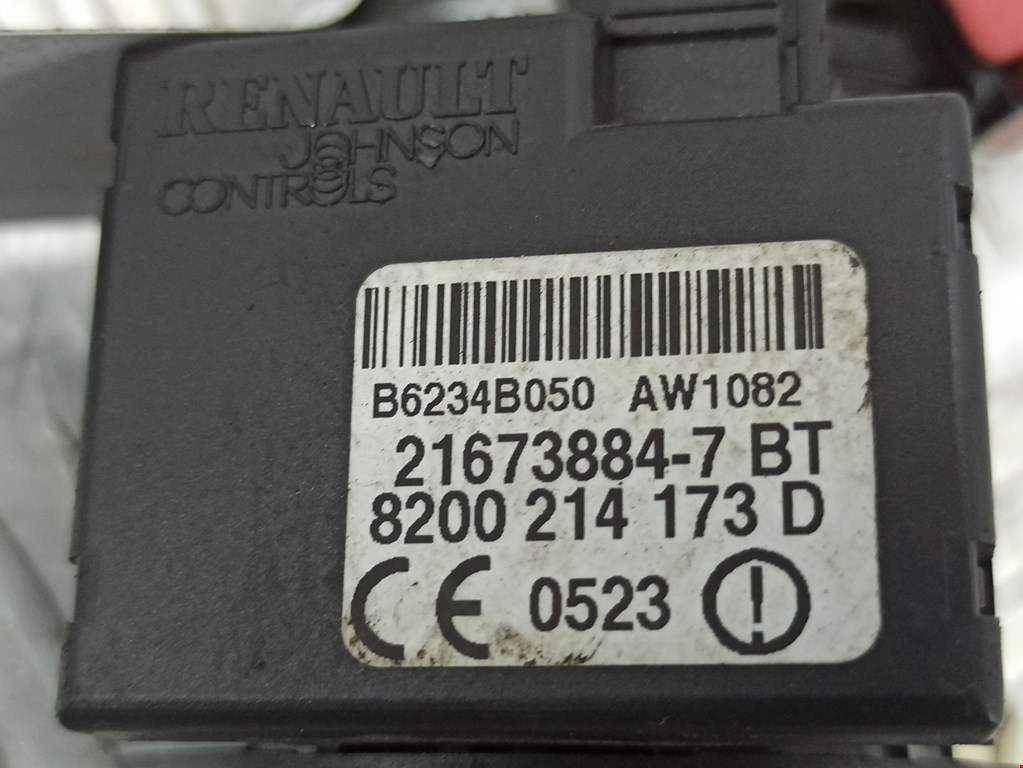 RENAULT
JOHNSON
CONTROLS
B6234B050 AW1082
21673884-7 BT
8200 214 173 D
CE 0523